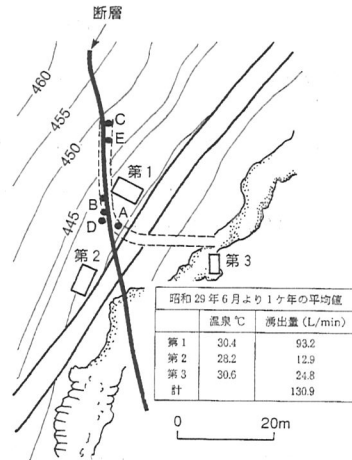 断層
460
455
450
445
C
E
第1
B
A
D
第2
第3
昭和29年6月より1ケ年の平均値
温泉℃ 湧出量(L/min)
第1 30.4 93.2
第2 28.2 12.9
第3 30.6 24.8
計 130.9
0 20m